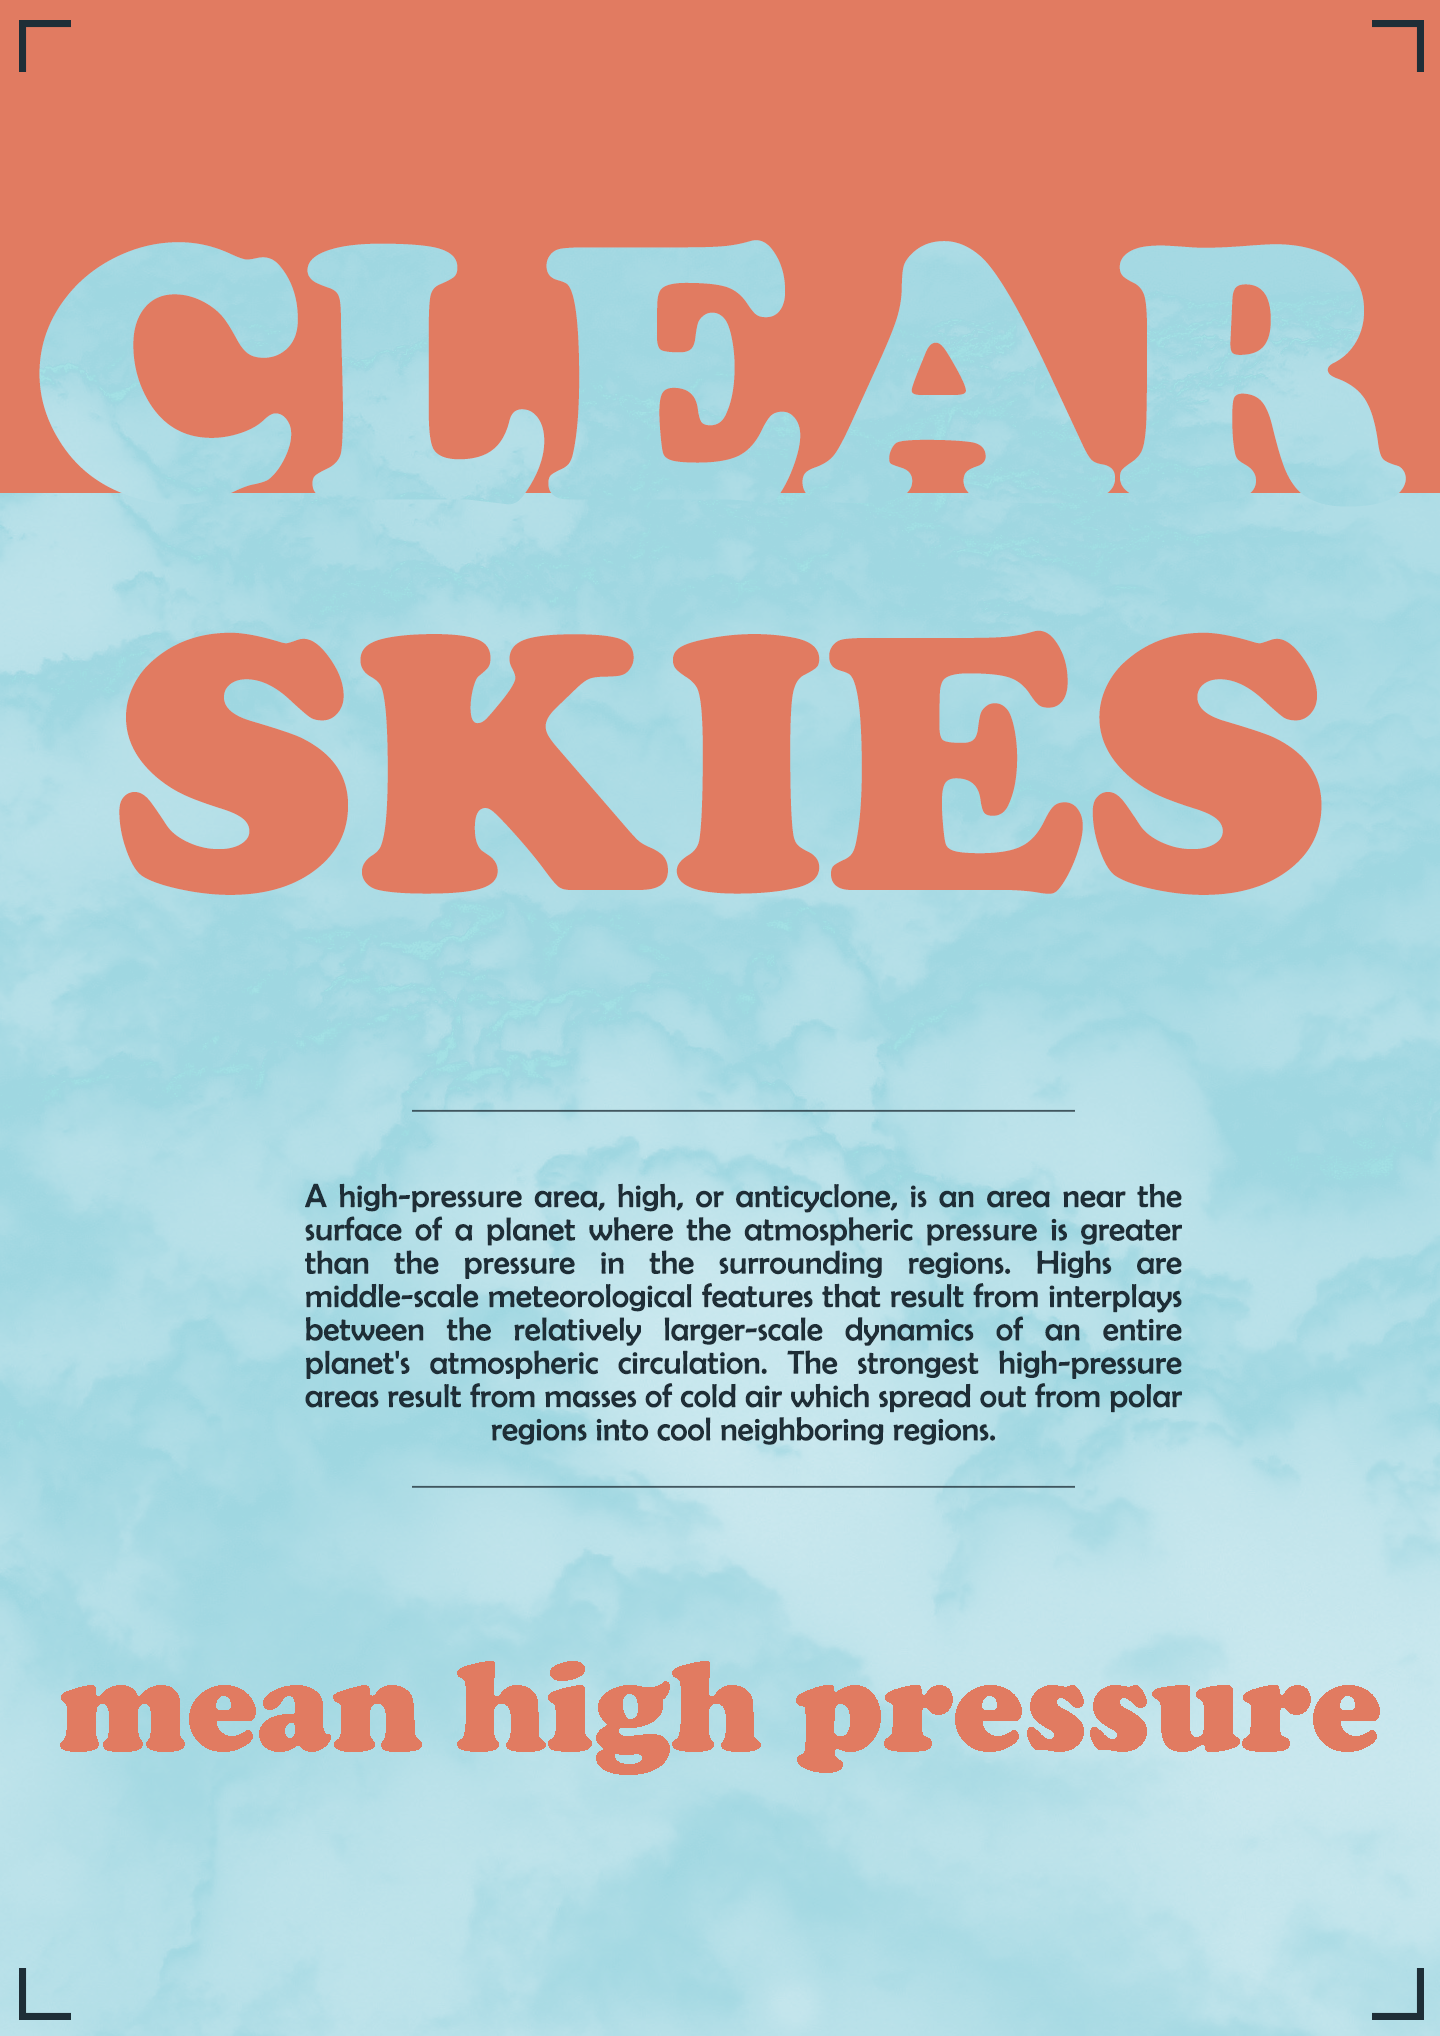 CLEAR
SKIES
A high-pressure area, high, or anticyclone, is an area near the
surface of a planet where the atmospheric pressure is greater
than the pressure in the surrounding regions. Highs are
middle-scale meteorological features that result from interplays
between the relatively larger-scale dynamics of an entire
planet's atmospheric circulation. The strongest high-pressure
areas result from masses of cold air which spread out from polar
regions into cool neighboring regions.
mean high pressure